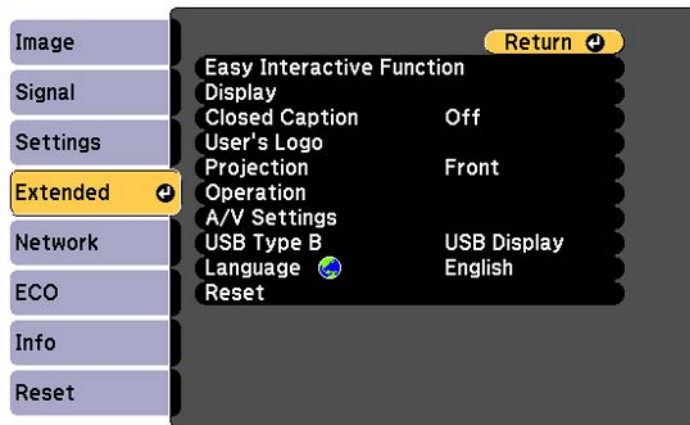 Image
Signal
Settings
Extended
Network
ECO
Info
Reset
Return
Easy Interactive Function
Display
Closed Caption Off
User's Logo
Projection Front
Operation
A/V Settings
USB Type B USB Display
Language English
Reset